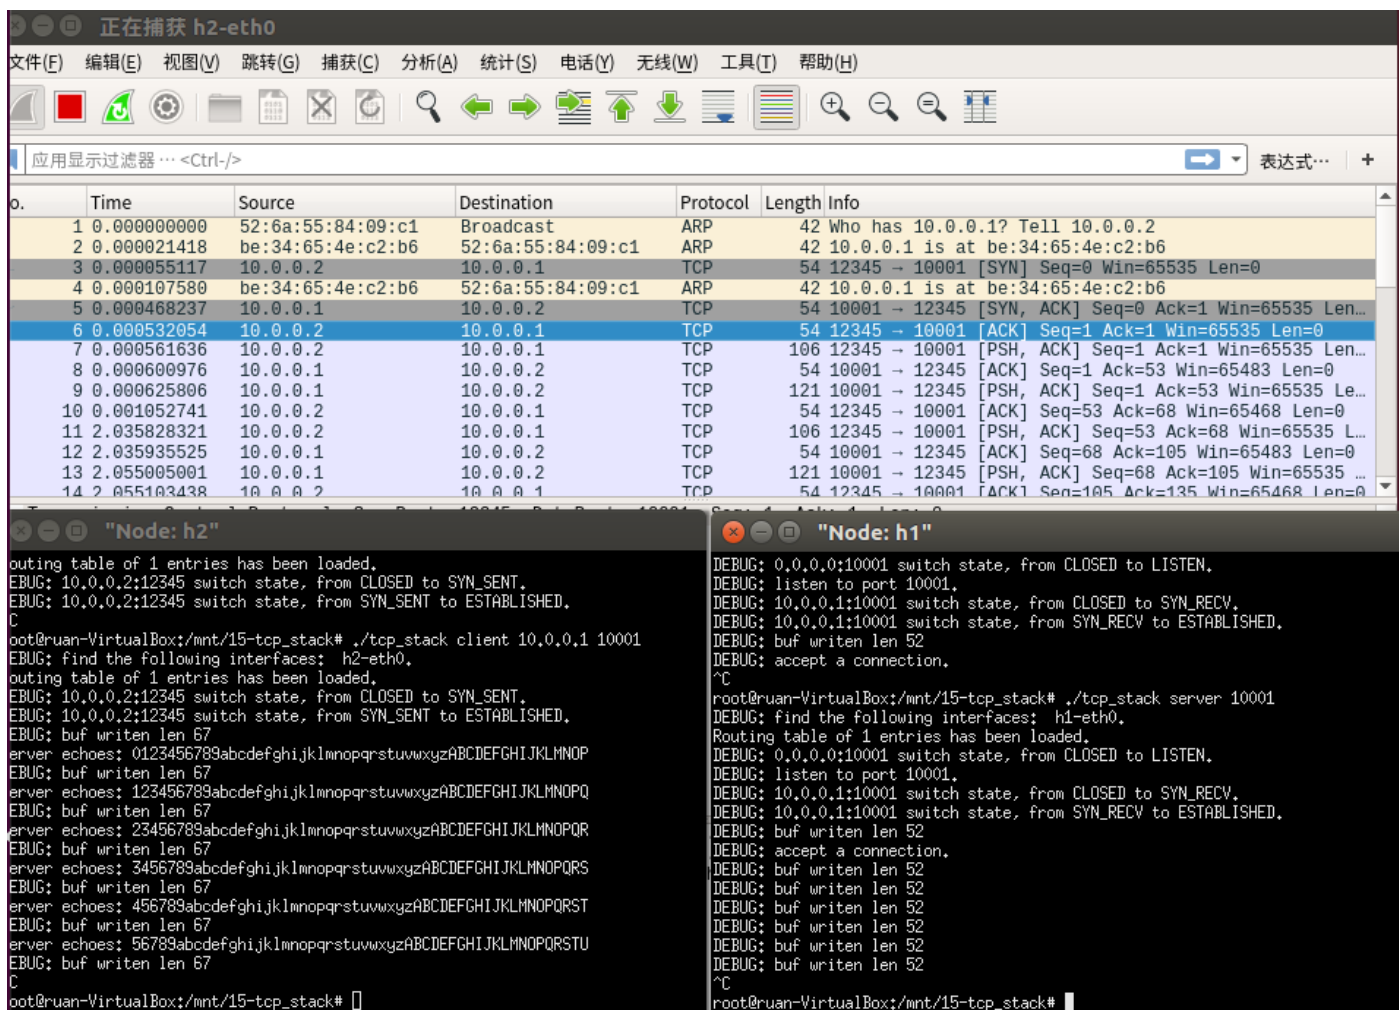 正在捕获 h2-eth0
文件(F) 编辑(E) 视图(V) 跳转(G) 捕获(C) 分析(A) 统计(S) 电话(Y) 无线(W) 工具(T) 帮助(H)
应用显示过滤器 … <Ctrl-/> 表达式… +
o. Time Source Destination Protocol Length Info
1 0.000000000 52:6a:55:84:09:c1 Broadcast ARP 42 Who has 10.0.0.1? Tell 10.0.0.2
2 0.000021418 be:34:65:4e:c2:b6 52:6a:55:84:09:c1 ARP 42 10.0.0.1 is at be:34:65:4e:c2:b6
3 0.000055117 10.0.0.2 10.0.0.1 TCP 54 12345 → 10001 [SYN] Seq=0 Win=65535 Len=0
4 0.000107580 be:34:65:4e:c2:b6 52:6a:55:84:09:c1 ARP 42 10.0.0.1 is at be:34:65:4e:c2:b6
5 0.000468237 10.0.0.1 10.0.0.2 TCP 54 10001 → 12345 [SYN, ACK] Seq=0 Ack=1 Win=65535 Len…
6 0.000532054 10.0.0.2 10.0.0.1 TCP 54 12345 → 10001 [ACK] Seq=1 Ack=1 Win=65535 Len=0
7 0.000561636 10.0.0.2 10.0.0.1 TCP 106 12345 → 10001 [PSH, ACK] Seq=1 Ack=1 Win=65535 Len…
8 0.000600976 10.0.0.1 10.0.0.2 TCP 54 10001 → 12345 [ACK] Seq=1 Ack=53 Win=65483 Len=0
9 0.000625806 10.0.0.1 10.0.0.2 TCP 121 10001 → 12345 [PSH, ACK] Seq=1 Ack=53 Win=65535 Le…
10 0.001052741 10.0.0.2 10.0.0.1 TCP 54 12345 → 10001 [ACK] Seq=53 Ack=68 Win=65468 Len=0
11 2.035828321 10.0.0.2 10.0.0.1 TCP 106 12345 → 10001 [PSH, ACK] Seq=53 Ack=68 Win=65535 L…
12 2.035935525 10.0.0.1 10.0.0.2 TCP 54 10001 → 12345 [ACK] Seq=68 Ack=105 Win=65483 Len=0
13 2.055005001 10.0.0.1 10.0.0.2 TCP 121 10001 → 12345 [PSH, ACK] Seq=68 Ack=105 Win=65535 …
14 2.055103438 10.0.0.2 10.0.0.1 TCP 54 12345 → 10001 [ACK] Seq=105 Ack=135 Win=65468 Len=0
"Node: h2"
outing table of 1 entries has been loaded.
EBUG: 10.0.0.2:12345 switch state, from CLOSED to SYN_SENT.
EBUG: 10.0.0.2:12345 switch state, from SYN_SENT to ESTABLISHED.
C
oot@ruan-VirtualBox:/mnt/15-tcp_stack# ./tcp_stack client 10.0.0.1 10001
EBUG: find the following interfaces: h2-eth0.
outing table of 1 entries has been loaded.
EBUG: 10.0.0.2:12345 switch state, from CLOSED to SYN_SENT.
EBUG: 10.0.0.2:12345 switch state, from SYN_SENT to ESTABLISHED.
EBUG: buf writen len 67
erver echoes: 0123456789abcdefghijklmnopqrstuvwxyzABCDEFGHIJKLMNOP
EBUG: buf writen len 67
erver echoes: 123456789abcdefghijklmnopqrstuvwxyzABCDEFGHIJKLMNOPQ
EBUG: buf writen len 67
erver echoes: 23456789abcdefghijklmnopqrstuvwxyzABCDEFGHIJKLMNOPQR
EBUG: buf writen len 67
erver echoes: 3456789abcdefghijklmnopqrstuvwxyzABCDEFGHIJKLMNOPQRS
EBUG: buf writen len 67
erver echoes: 456789abcdefghijklmnopqrstuvwxyzABCDEFGHIJKLMNOPQRST
EBUG: buf writen len 67
erver echoes: 56789abcdefghijklmnopqrstuvwxyzABCDEFGHIJKLMNOPQRSTU
EBUG: buf writen len 67
C
oot@ruan-VirtualBox:/mnt/15-tcp_stack#
"Node: h1"
DEBUG: 0.0.0.0:10001 switch state, from CLOSED to LISTEN.
DEBUG: listen to port 10001.
DEBUG: 10.0.0.1:10001 switch state, from CLOSED to SYN_RECV.
DEBUG: 10.0.0.1:10001 switch state, from SYN_RECV to ESTABLISHED.
DEBUG: buf writen len 52
DEBUG: accept a connection.
^C
root@ruan-VirtualBox:/mnt/15-tcp_stack# ./tcp_stack server 10001
DEBUG: find the following interfaces: h1-eth0.
Routing table of 1 entries has been loaded.
DEBUG: 0.0.0.0:10001 switch state, from CLOSED to LISTEN.
DEBUG: listen to port 10001.
DEBUG: 10.0.0.1:10001 switch state, from CLOSED to SYN_RECV.
DEBUG: 10.0.0.1:10001 switch state, from SYN_RECV to ESTABLISHED.
DEBUG: buf writen len 52
DEBUG: accept a connection.
DEBUG: buf writen len 52
DEBUG: buf writen len 52
DEBUG: buf writen len 52
DEBUG: buf writen len 52
DEBUG: buf writen len 52
DEBUG: buf writen len 52
^C
root@ruan-VirtualBox:/mnt/15-tcp_stack#